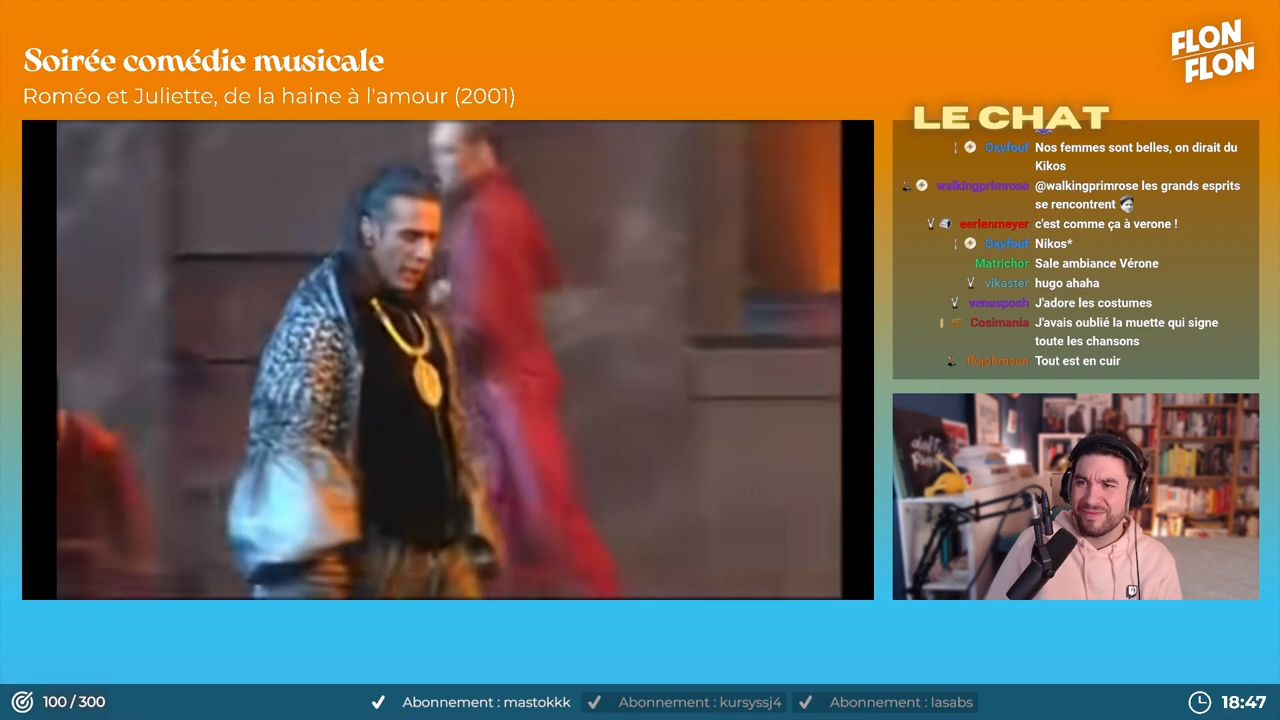 Soirée comédie musicale
Roméo et Juliette, de la haine à l'amour (2001)
FLON
FLON
LE CHAT
Oxyfouf Nos femmes sont belles, on dirait du
Kikos
walkingprimrose @walkingprimrose les grands esprits
se rencontrent
eerlenmeyer c'est comme ça à verone !
Oxyfouf Nikos*
Matrichor Sale ambiance Vérone
vikaster hugo ahaha
venusposh J'adore les costumes
Cosimania J'avais oublié la muette qui signe
toute les chansons
flojohmson Tout est en cuir
100 / 300
Abonnement : mastokkk
Abonnement : kursyssj4
Abonnement : lasabs
18:47